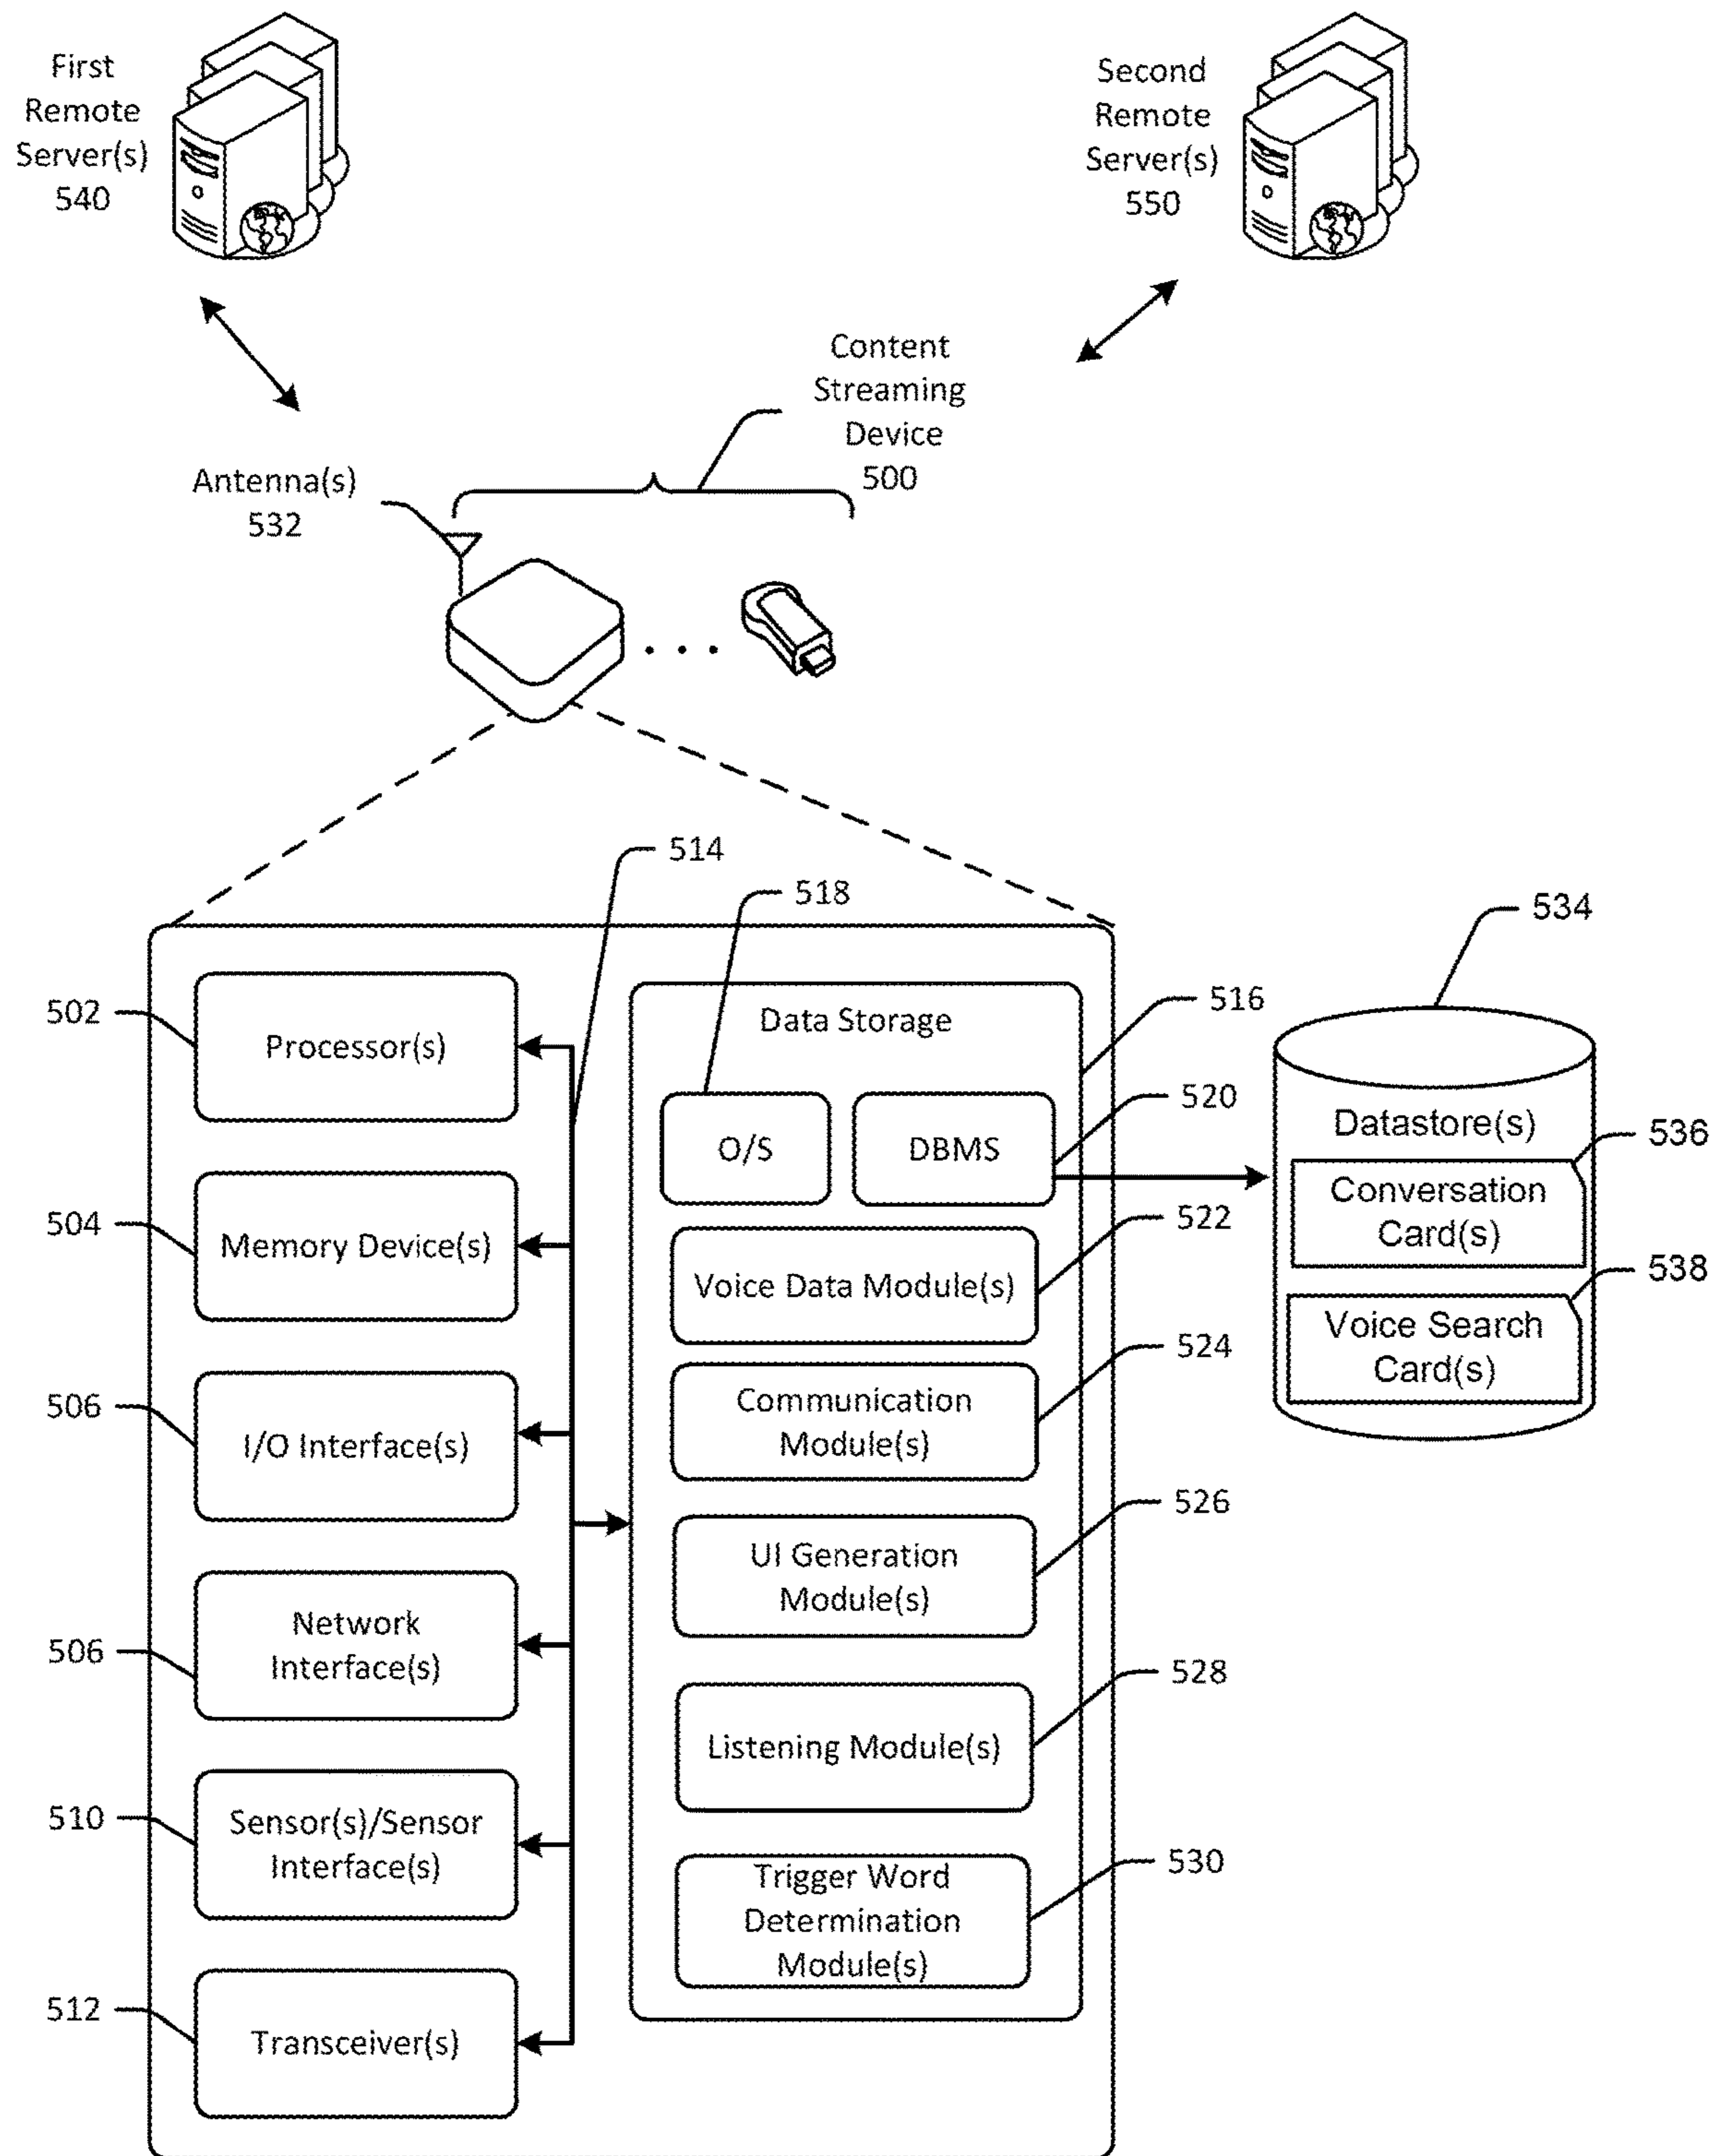 First
Remote
Server(s)
540
Second
Remote
Server(s)
550
Content
Streaming
Device
500
Antenna(s)
532
514
518
534
502
Processor(s)
504
Memory Device(s)
506
I/O Interface(s)
506
Network
Interface(s)
510
Sensor(s)/Sensor
Interface(s)
512
Transceiver(s)
Data Storage
516
O/S
DBMS
520
Voice Data Module(s)
522
Communication
Module(s)
524
UI Generation
Module(s)
526
Listening Module(s)
528
Trigger Word
Determination
Module(s)
530
Datastore(s)
536
Conversation
Card(s)
538
Voice Search
Card(s)